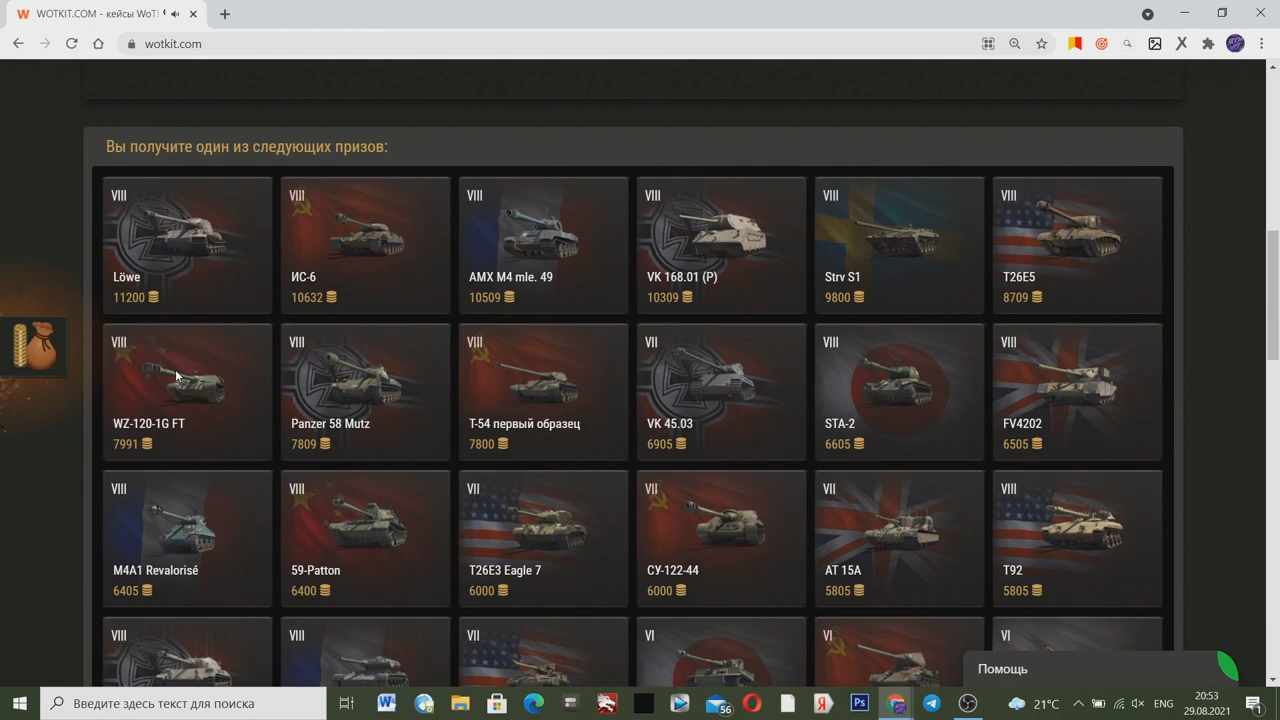 WOTKIT.COM - кейсы WoT!
wotkit.com
Вы получите один из следующих призов:
VIII
Löwe
11200
VIII
ИС-6
10632
VIII
AMX M4 mle. 49
10509
VIII
VK 168.01 (P)
10309
VIII
Strv S1
9800
VIII
T26E5
8709
VIII
WZ-120-1G FT
7991
VIII
Panzer 58 Mutz
7809
VIII
Т-54 первый образец
7800
VII
VK 45.03
6905
VIII
STA-2
6605
VIII
FV4202
6505
VIII
M4A1 Revalorisé
6405
VIII
59-Patton
6400
VII
T26E3 Eagle 7
6000
VII
СУ-122-44
6000
VII
AT 15A
5805
VIII
T92
5805
VIII
VIII
VII
VI
VI
VI
Помощь
Введите здесь текст для поиска
56
21°C
ENG
20:53
29.08.2021
1